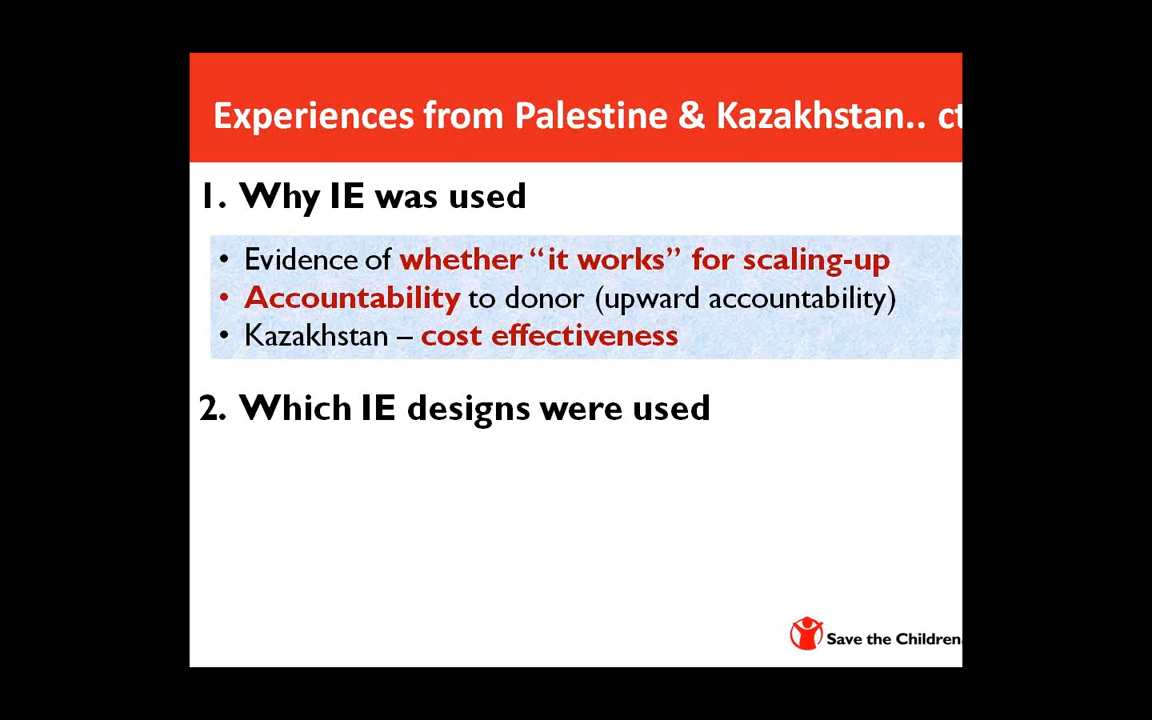 Experiences from Palestine & Kazakhstan.. ct
1. Why IE was used
• Evidence of whether “it works” for scaling-up
• Accountability to donor (upward accountability)
• Kazakhstan – cost effectiveness
2. Which IE designs were used
Save the Children